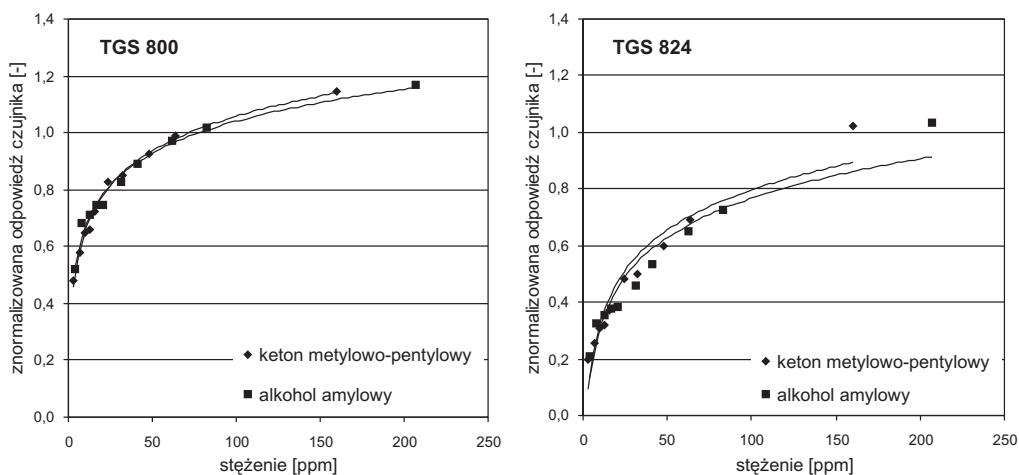 znormalizowana odpowiedź czujnika [-]
1,4
1,2
1,0
0,8
0,6
0,4
0,2
0,0
TGS 800
keton metylowo-pentylowy
alkohol amylowy
0 50 100 150 200 250
stężenie [ppm]
znormalizowana odpowiedź czujnika [-]
1,4
1,2
1,0
0,8
0,6
0,4
0,2
0,0
TGS 824
keton metylowo-pentylowy
alkohol amylowy
0 50 100 150 200 250
stężenie [ppm]